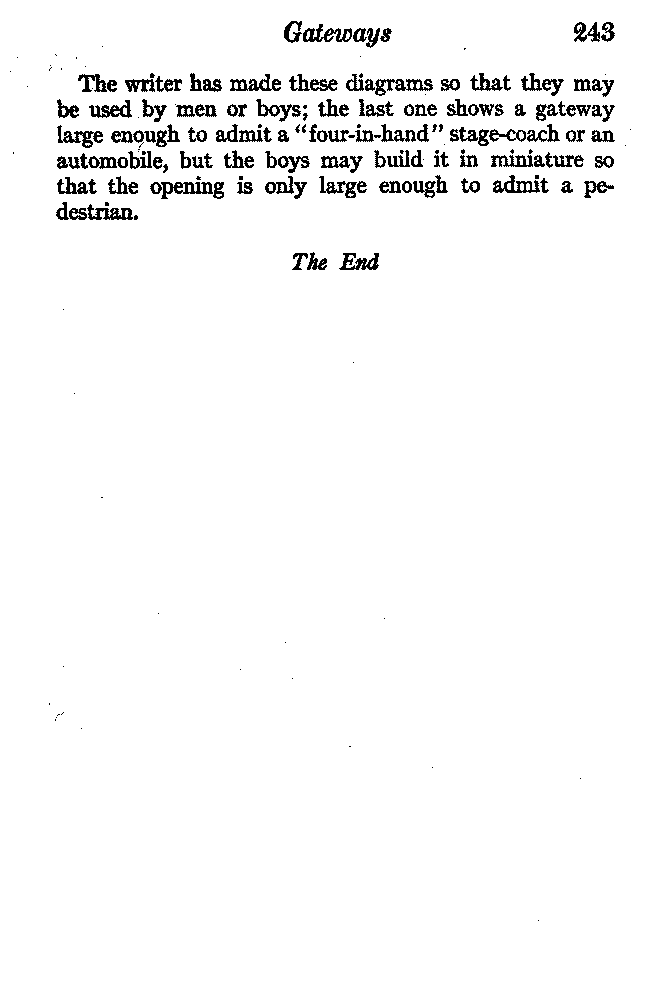 Gateways 243
The writer has made these diagrams so that they may
be used by men or boys; the last one shows a gateway
large enough to admit a "four-in-hand" stage-coach or an
automobile, but the boys may build it in miniature so
that the opening is only large enough to admit a pe-
destrian.
The End